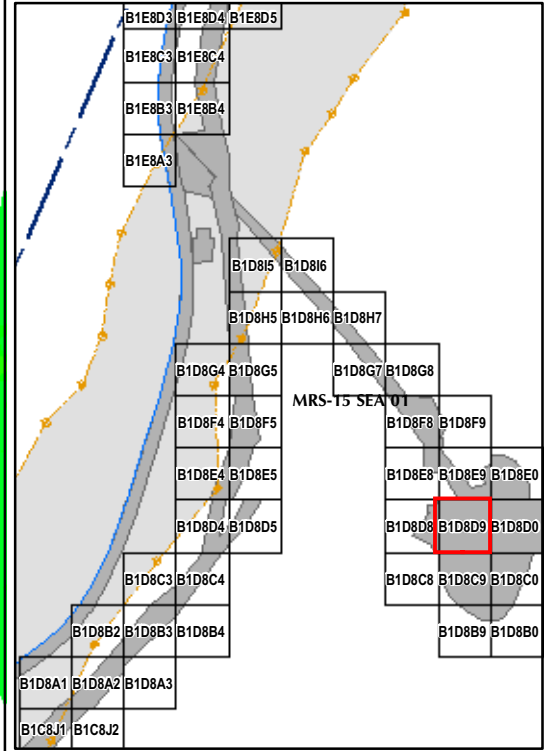 B1E8D3 B1E8D4 B1E8D5
B1E8C3 B1E8C4
B1E8B3 B1E8B4
B1E8A3
B1D8I5 B1D8I6
B1D8H5 B1D8H6 B1D8H7
B1D8G4 B1D8G5 B1D8G7 B1D8G8
MRS-15 SEA 01
B1D8F4 B1D8F5 B1D8F8 B1D8F9
B1D8E4 B1D8E5 B1D8E8 B1D8E9 B1D8E0
B1D8D4 B1D8D5 B1D8D8 B1D8D9 B1D8D0
B1D8C3 B1D8C4 B1D8C8 B1D8C9 B1D8C0
B1D8B2 B1D8B3 B1D8B4 B1D8B9 B1D8B0
B1D8A1 B1D8A2 B1D8A3
B1C8J1 B1C8J2